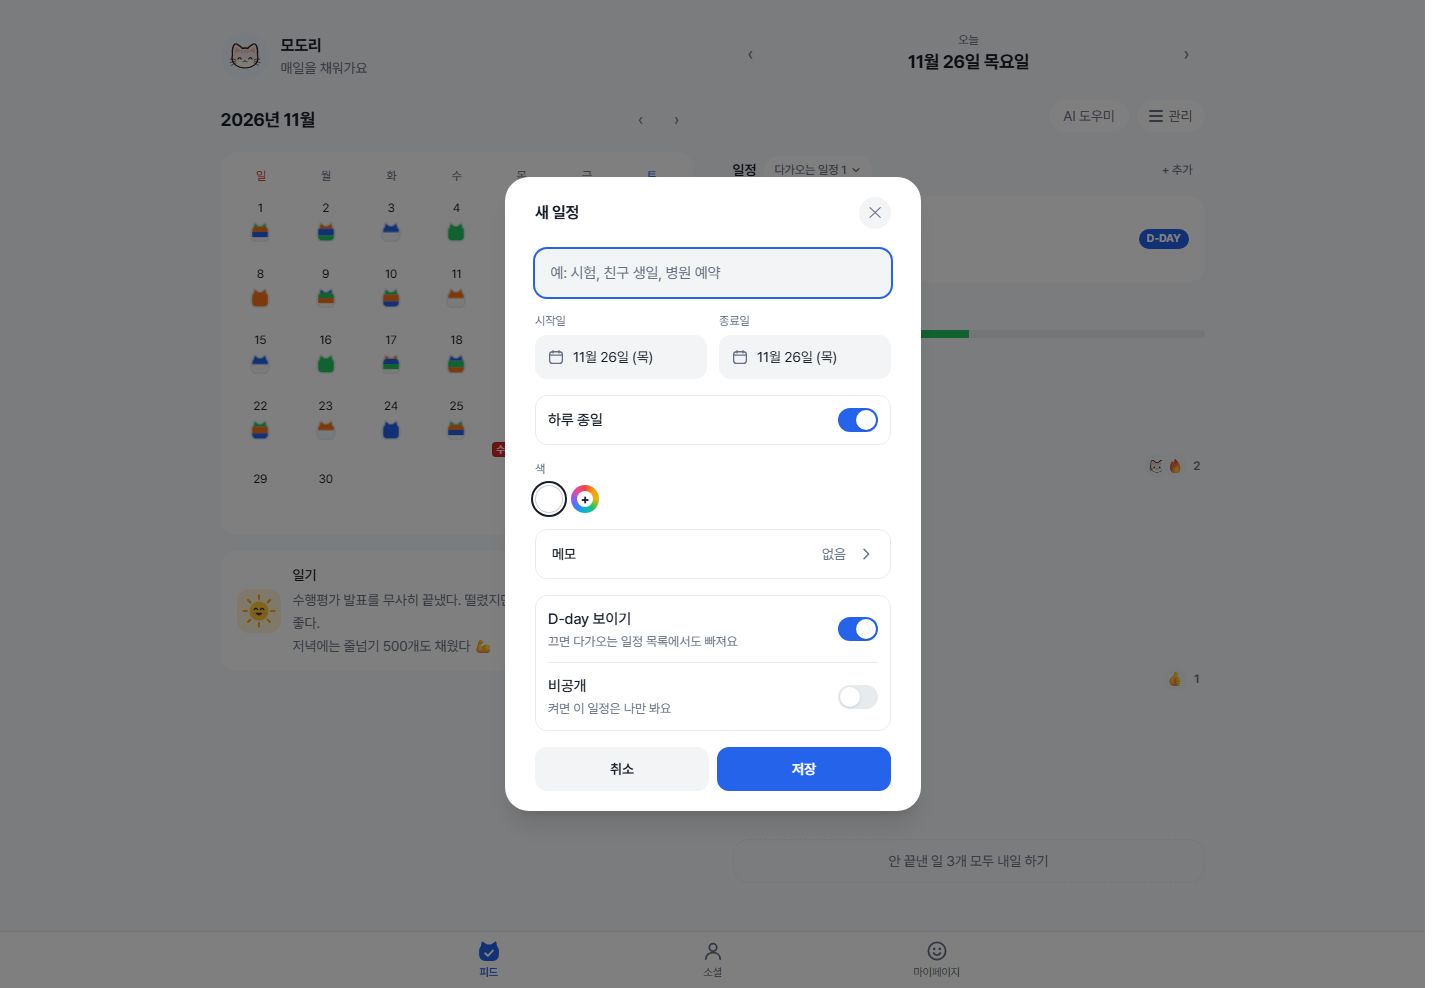 모도리
매일을 채워가요
오늘
11월 26일 목요일
2026년 11월
AI 도우미
관리
일정
다가오는 일정 1
+ 추가
일 월 화 수 목 금 토
1 2 3 4
8 9 10 11
15 16 17 18
22 23 24 25
29 30
D-DAY
새 일정
예: 시험, 친구 생일, 병원 예약
시작일
종료일
11월 26일 (목)
11월 26일 (목)
하루 종일
색
메모
없음
D-day 보이기
끄면 다가오는 일정 목록에서도 빠져요
비공개
켜면 이 일정은 나만 봐요
취소
저장
2
1
일기
수행평가 발표를 무사히 끝냈다. 떨렸지만
좋다.
저녁에는 줄넘기 500개도 채웠다 💪
안 끝낸 일 3개 모두 내일 하기
피드
소셜
마이페이지